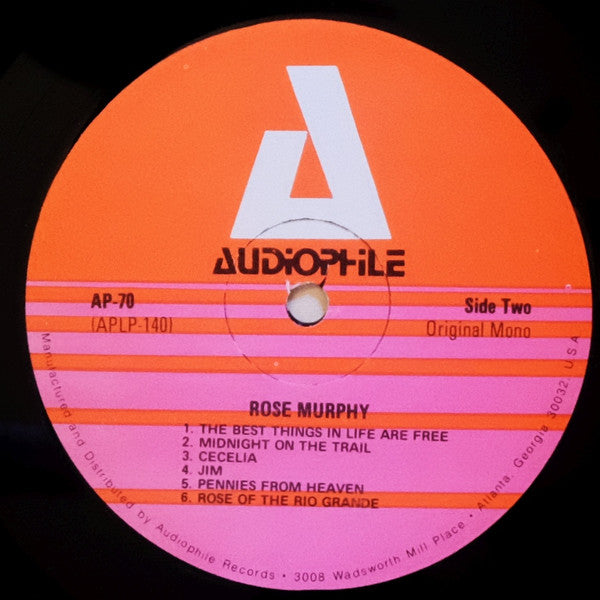 AUDIOPHILE
AP-70
(APLP-140)
Side Two
Original Mono
ROSE MURPHY
1. THE BEST THINGS IN LIFE ARE FREE
2. MIDNIGHT ON THE TRAIL
3. CECELIA
4. JIM
5. PENNIES FROM HEAVEN
6. ROSE OF THE RIO GRANDE
Manufactured and Distributed by Audiophile Records • 3008 Wadsworth Mill Place • Atlanta, Georgia 30032, USA